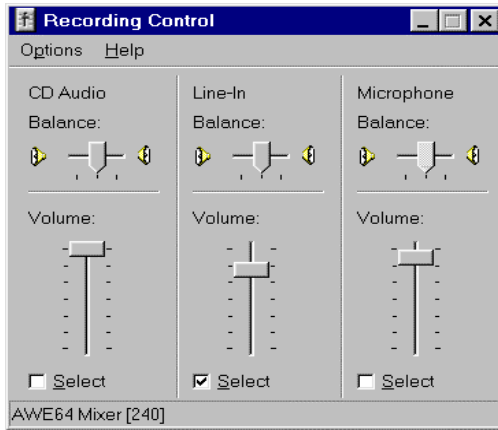 Recording Control
Options Help
CD Audio Line-In Microphone
Balance: Balance: Balance:
Volume: Volume: Volume:
Select Select Select
AWE64 Mixer [240]